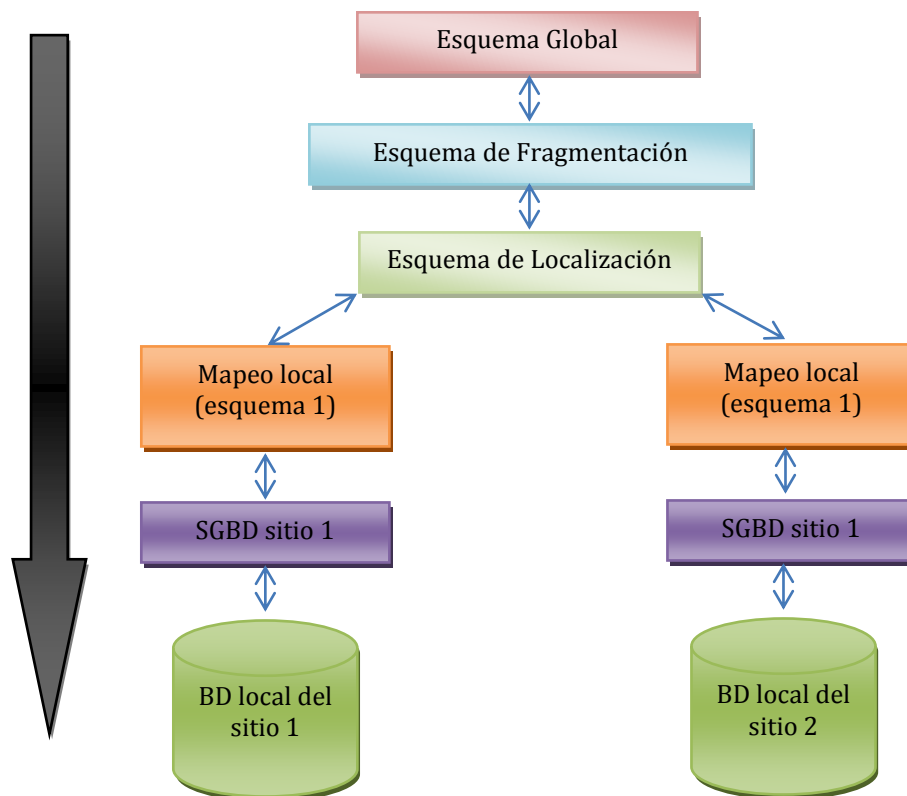 Esquema Global
Esquema de Fragmentación
Esquema de Localización
Mapeo local
(esquema 1)
Mapeo local
(esquema 1)
SGBD sitio 1
SGBD sitio 1
BD local del
sitio 1
BD local del
sitio 2